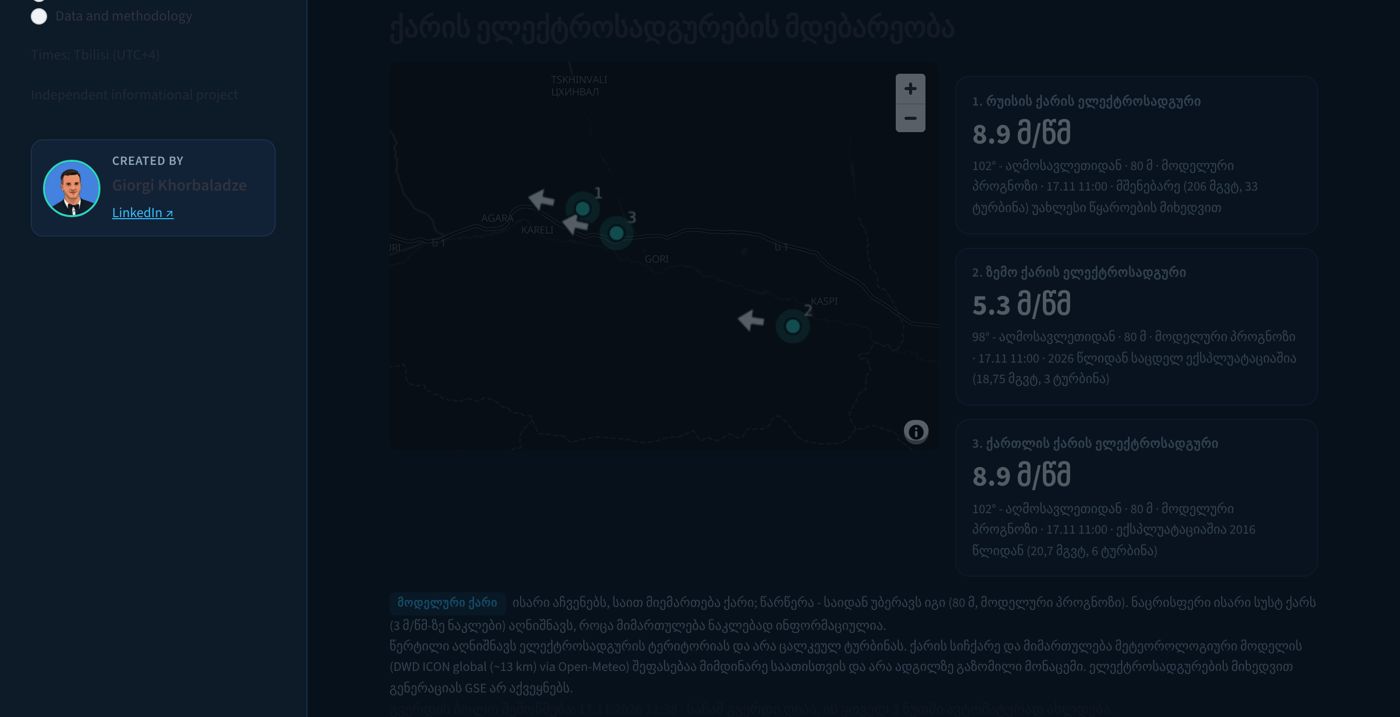 Data and methodology
Times: Tbilisi (UTC+4)
Independent informational project
CREATED BY
Giorgi Khorbaladze
LinkedIn ↗
ქარის ელექტროსადგურების მდებარეობა
TSKHINVALI
ЦХИНВАЛ
+
−
1
3
AGARA
KARELI
ს 1
ს 1
GORI
2
KASPI
1. რუისის ქარის ელექტროსადგური
8.9 მ/წმ
102° - აღმოსავლეთიდან · 80 მ · მოდელური
პროგნოზი · 17.11 11:00 · მშენებარე (206 მგვტ, 33
ტურბინა) უახლესი წყაროების მიხედვით
2. ზემო ქარის ელექტროსადგური
5.3 მ/წმ
98° - აღმოსავლეთიდან · 80 მ · მოდელური პროგნოზი
· 17.11 11:00 · 2026 წლიდან საცდელ ექსპლუატაციაშია
(18,75 მგვტ, 3 ტურბინა)
3. ქართლის ქარის ელექტროსადგური
8.9 მ/წმ
102° - აღმოსავლეთიდან · 80 მ · მოდელური
პროგნოზი · 17.11 11:00 · ექსპლუატაციაშია 2016
წლიდან (20,7 მგვტ, 6 ტურბინა)
მოდელური ქარი ისარი აჩვენებს, საით მიემართება ქარი; წარწერა - საიდან უბერავს იგი (80 მ, მოდელური პროგნოზი). ნაცრისფერი ისარი სუსტ ქარს
(3 მ/წმ-ზე ნაკლები) აღნიშნავს, როცა მიმართულება ნაკლებად ინფორმაციულია.
წერტილი აღნიშნავს ელექტროსადგურის ტერიტორიას და არა ცალკეულ ტურბინას. ქარის სიჩქარე და მიმართულება მეტეოროლოგიური მოდელის
(DWD ICON global (~13 km) via Open-Meteo) შეფასებაა მიმდინარე საათისთვის და არა ადგილზე გაზომილი მონაცემი. ელექტროსადგურების მიხედვით
გენერაციას GSE არ აქვეყნებს.